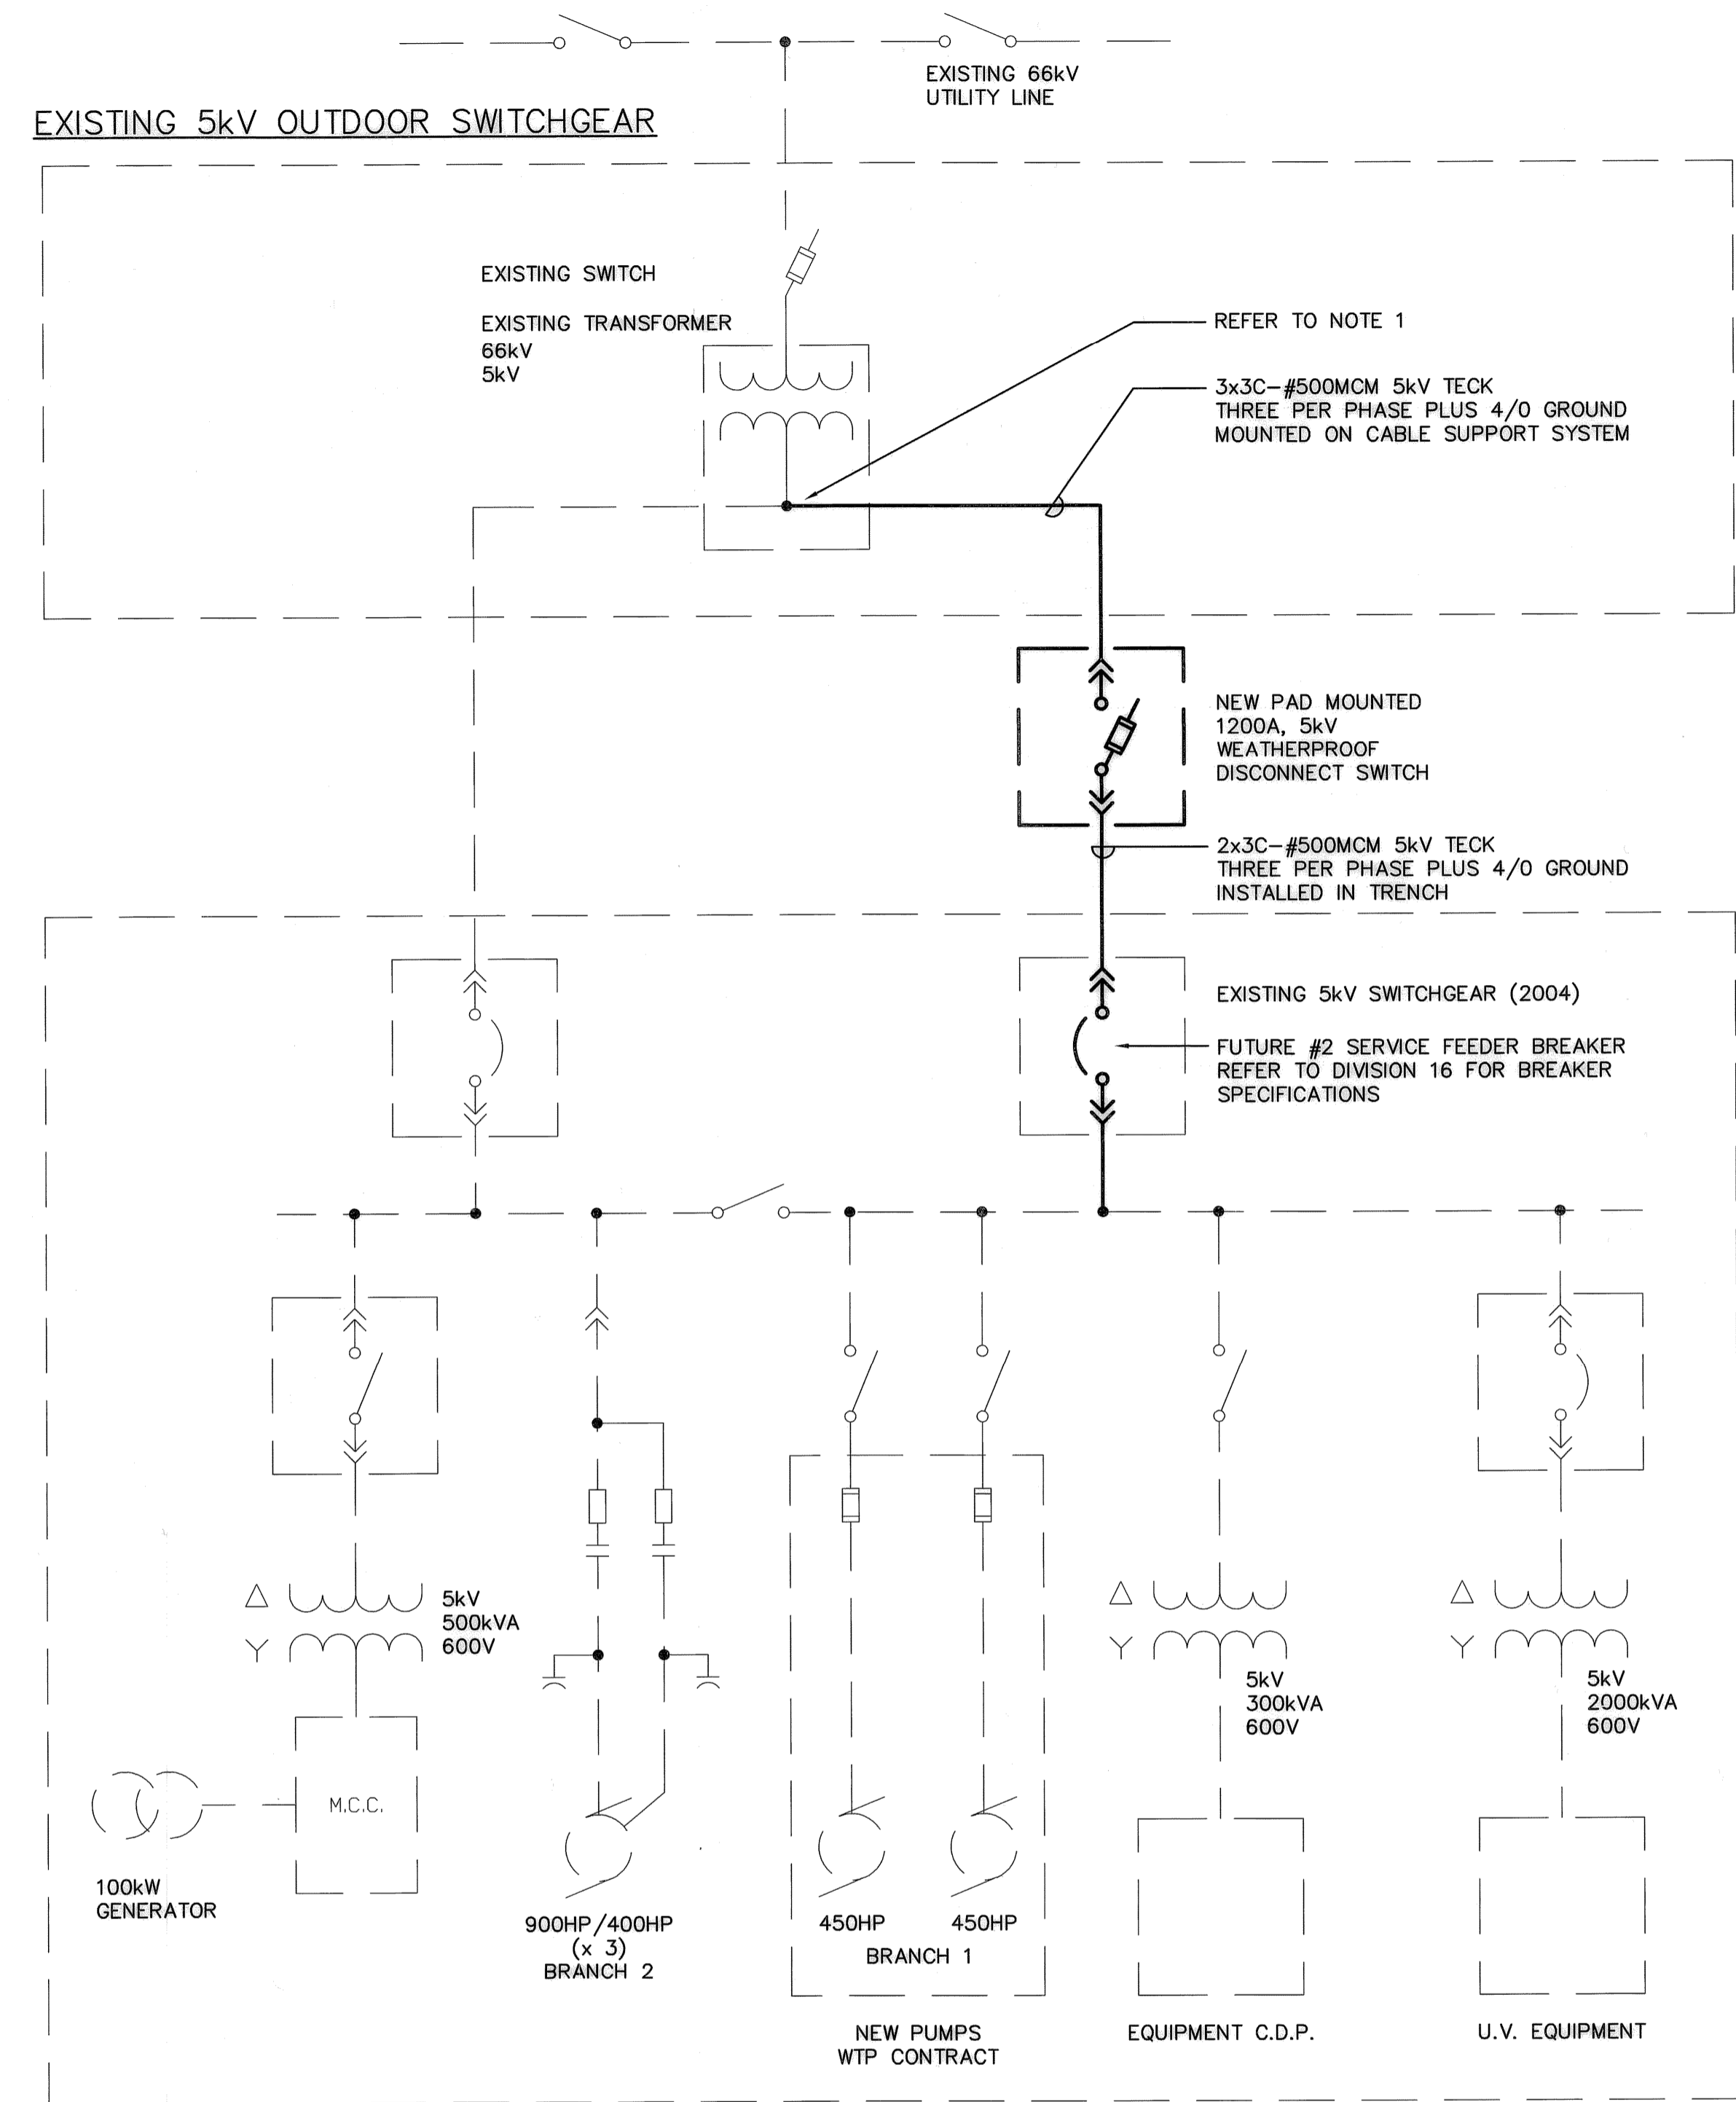 EXISTING 66kV
UTILITY LINE
EXISTING 5kV OUTDOOR SWITCHGEAR
EXISTING SWITCH
EXISTING TRANSFORMER
66kV
5kV
REFER TO NOTE 1
3x3C-#500MCM 5kV TECK
THREE PER PHASE PLUS 4/0 GROUND
MOUNTED ON CABLE SUPPORT SYSTEM
NEW PAD MOUNTED
1200A, 5kV
WEATHERPROOF
DISCONNECT SWITCH
2x3C-#500MCM 5kV TECK
THREE PER PHASE PLUS 4/0 GROUND
INSTALLED IN TRENCH
EXISTING 5kV SWITCHGEAR (2004)
FUTURE #2 SERVICE FEEDER BREAKER
REFER TO DIVISION 16 FOR BREAKER
SPECIFICATIONS
5kV
500kVA
600V
5kV
300kVA
600V
5kV
2000kVA
600V
M.C.C.
100kW
GENERATOR
900HP/400HP
(x 3)
BRANCH 2
450HP
450HP
BRANCH 1
NEW PUMPS
WTP CONTRACT
EQUIPMENT C.D.P.
U.V. EQUIPMENT